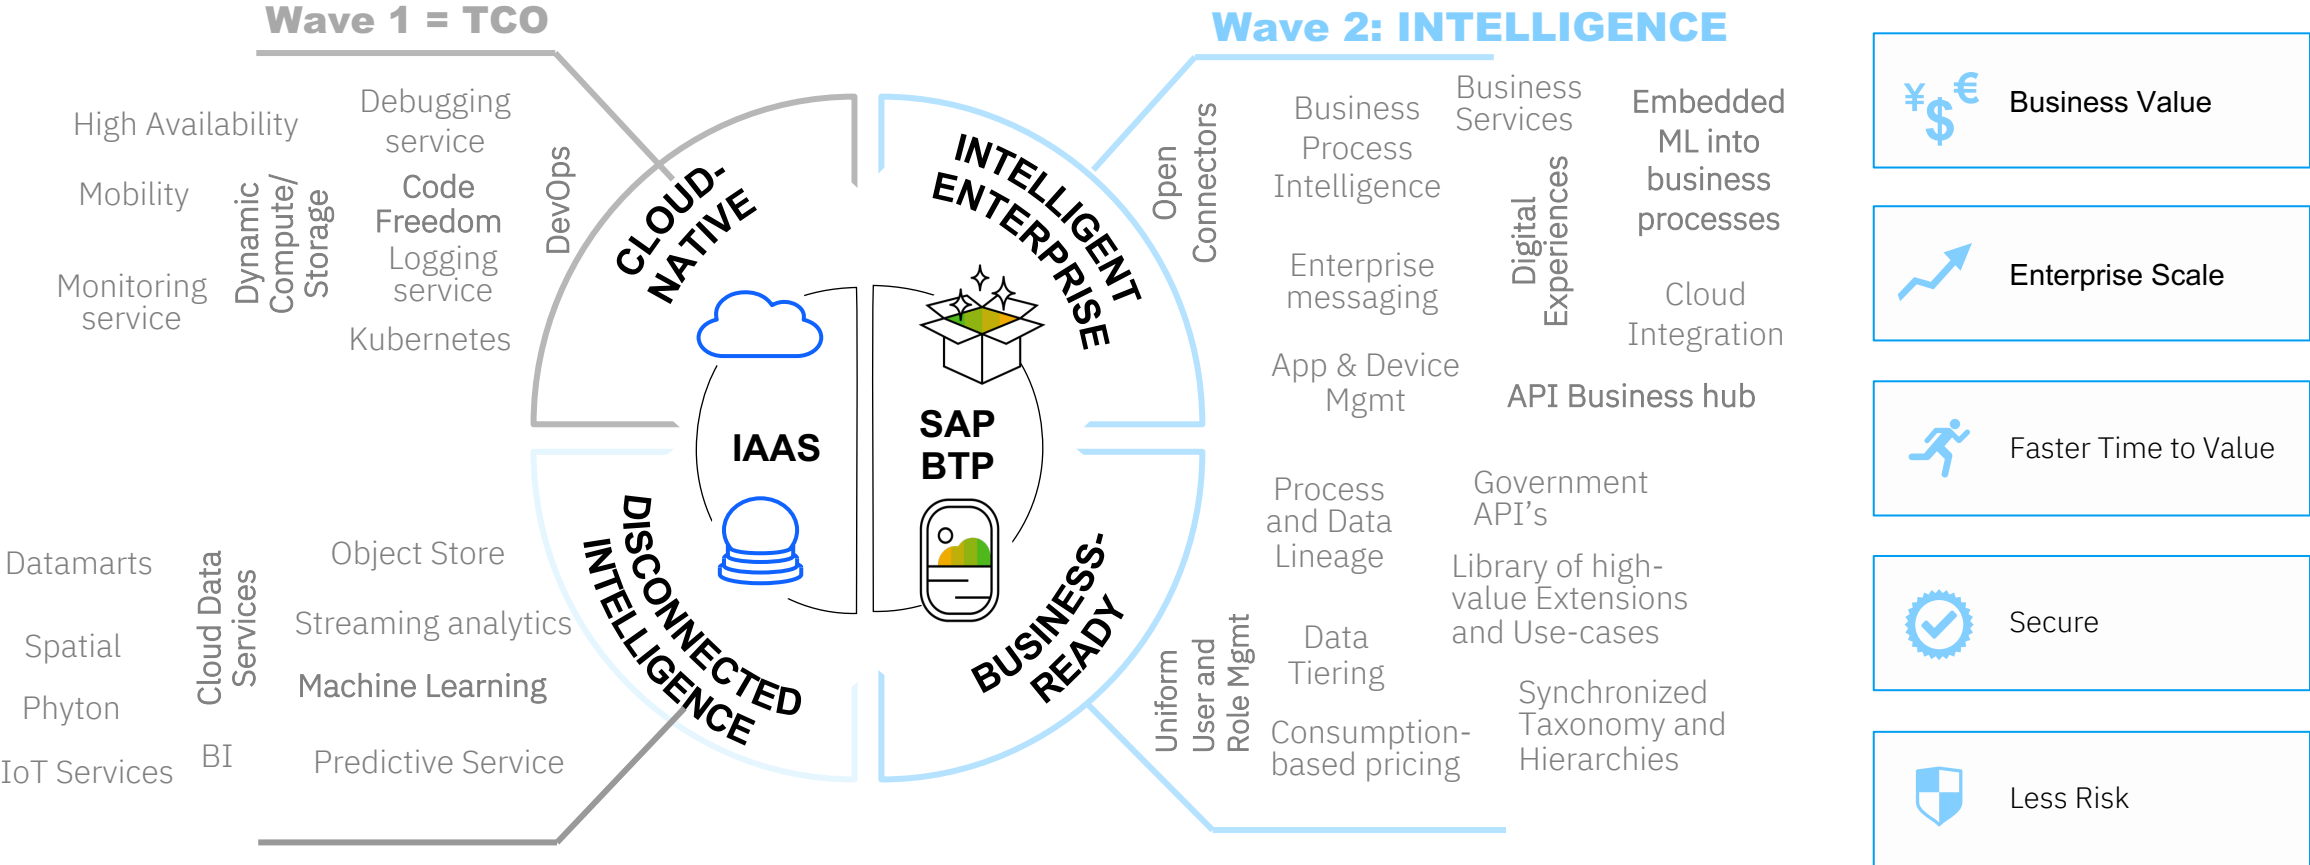 Wave 1 = TCO
High Availability
Debugging
service
Mobility
Dynamic
Compute/
Storage
Code
Freedom
DevOps
Monitoring
service
Logging
service
Kubernetes
CLOUD-
NATIVE
IAAS
Datamarts
Cloud Data
Services
Object Store
Streaming analytics
Spatial
Machine Learning
Phyton
BI
IoT Services
Predictive Service
DISCONNECTED
INTELLIGENCE
Wave 2: INTELLIGENCE
INTELLIGENT
ENTERPRISE
SAP
BTP
Open
Connectors
Business
Process
Intelligence
Business
Services
Embedded
ML into
business
processes
Digital
Experiences
Enterprise
messaging
Cloud
Integration
App & Device
Mgmt
API Business hub
BUSINESS-
READY
Process
and Data
Lineage
Government
API’s
Library of high-
value Extensions
and Use-cases
Uniform
User and
Role Mgmt
Data
Tiering
Synchronized
Taxonomy and
Hierarchies
Consumption-
based pricing
¥$€
Business Value
Enterprise Scale
Faster Time to Value
Secure
Less Risk